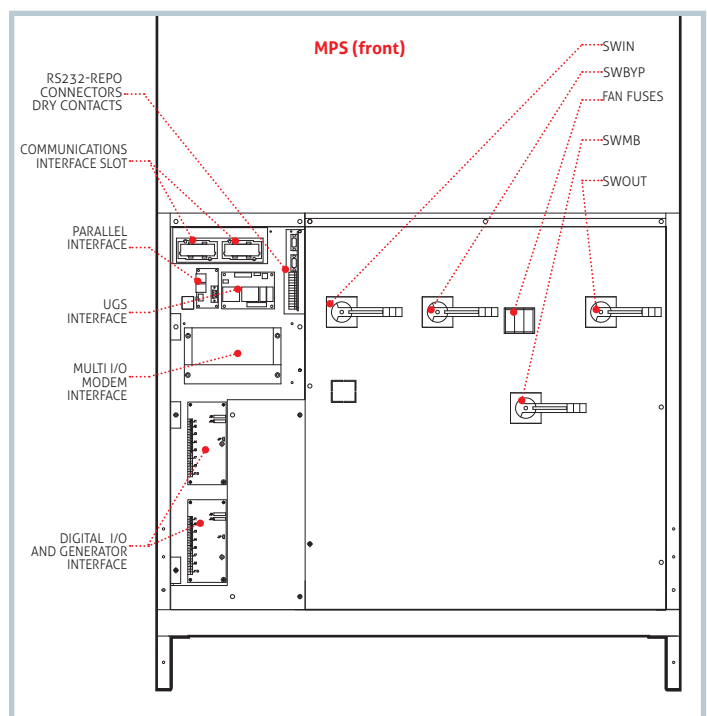 MPS (front)
RS232-REPO
CONNECTORS
DRY CONTACTS
COMMUNICATIONS
INTERFACE SLOT
PARALLEL
INTERFACE
UGS
INTERFACE
MULTI I/O
MODEM
INTERFACE
DIGITAL I/O
AND GENERATOR
INTERFACE
SWIN
SWBYP
FAN FUSES
SWMB
SWOUT